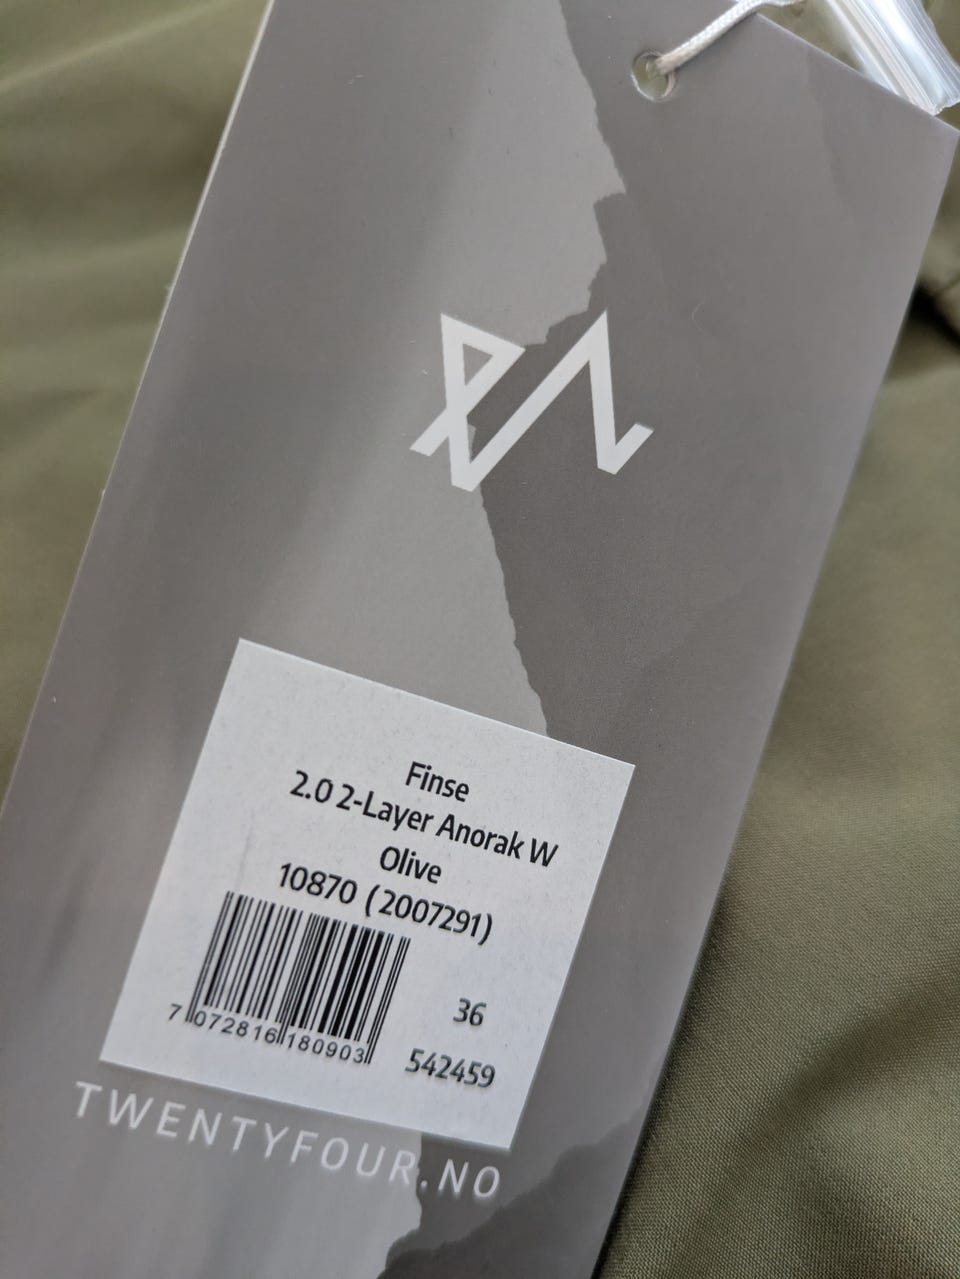 Finse
2.0 2-Layer Anorak W
Olive
10870 (2007291)
7 072816 180903
36
542459
TWENTYFOUR.NO